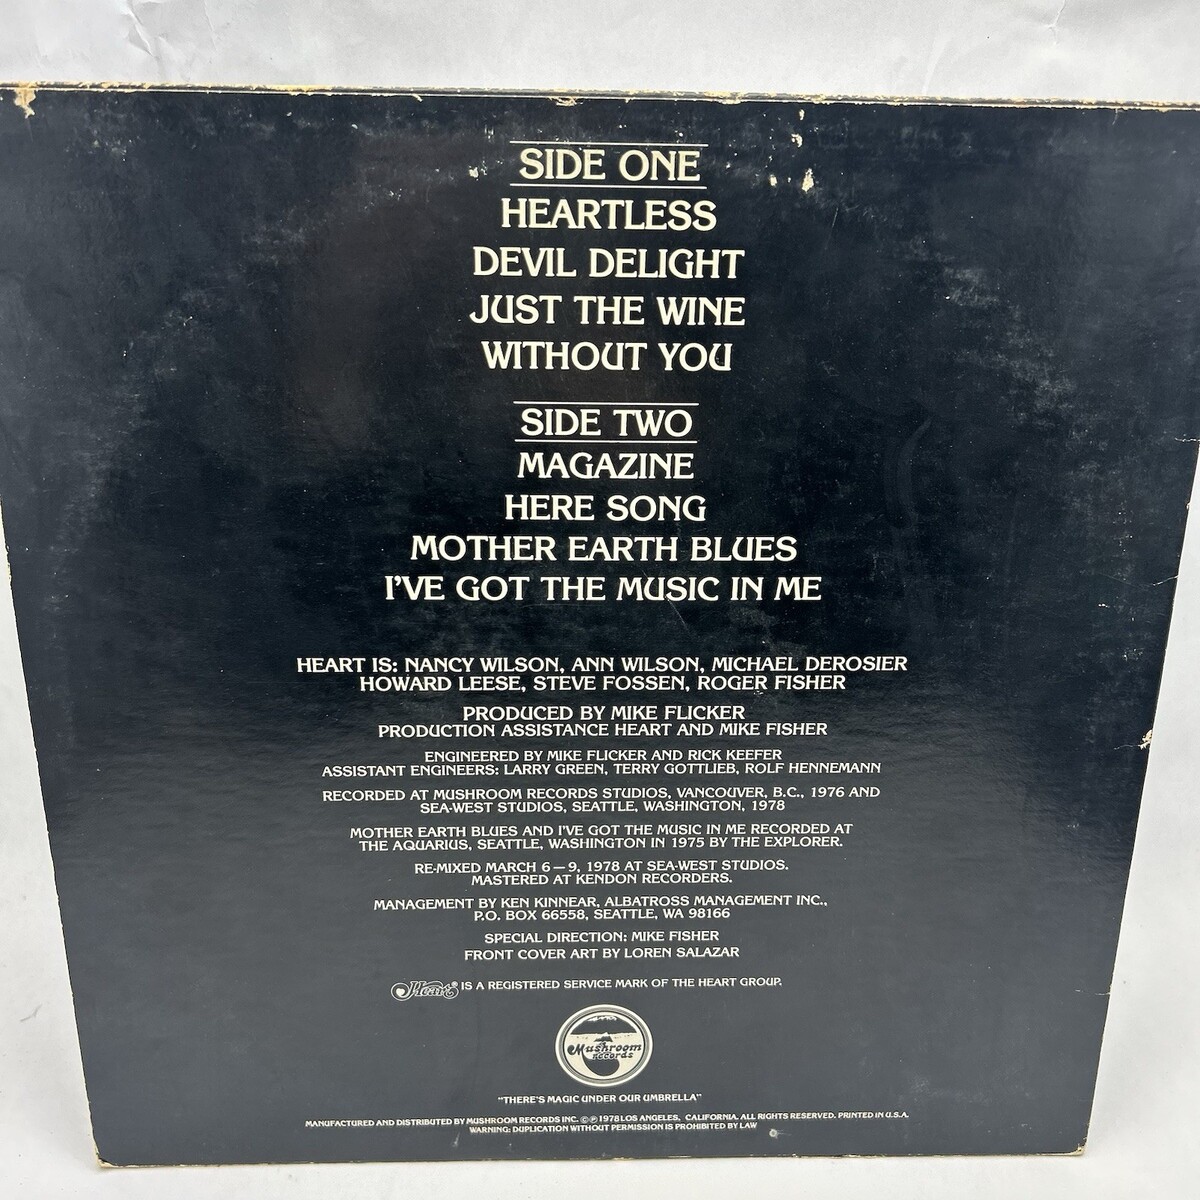 SIDE ONE
HEARTLESS
DEVIL DELIGHT
JUST THE WINE
WITHOUT YOU
SIDE TWO
MAGAZINE
HERE SONG
MOTHER EARTH BLUES
I'VE GOT THE MUSIC IN ME
HEART IS: NANCY WILSON, ANN WILSON, MICHAEL DEROSIER
HOWARD LEESE, STEVE FOSSEN, ROGER FISHER
PRODUCED BY MIKE FLICKER
PRODUCTION ASSISTANCE HEART AND MIKE FISHER
ENGINEERED BY MIKE FLICKER AND RICK KEEFER
ASSISTANT ENGINEERS: LARRY GREEN, TERRY GOTTLIEB, ROLF HENNEMANN
RECORDED AT MUSHROOM RECORDS STUDIOS, VANCOUVER, B.C., 1976 AND
SEA-WEST STUDIOS, SEATTLE, WASHINGTON, 1978
MOTHER EARTH BLUES AND I'VE GOT THE MUSIC IN ME RECORDED AT
THE AQUARIUS, SEATTLE, WASHINGTON IN 1975 BY THE EXPLORER.
RE-MIXED MARCH 6–9, 1978 AT SEA-WEST STUDIOS.
MASTERED AT KENDON RECORDERS.
MANAGEMENT BY KEN KINNEAR, ALBATROSS MANAGEMENT INC.,
P.O. BOX 66558, SEATTLE, WA 98166
SPECIAL DIRECTION: MIKE FISHER
FRONT COVER ART BY LOREN SALAZAR
Heart® IS A REGISTERED SERVICE MARK OF THE HEART GROUP.
Mushroom
records
"THERE'S MAGIC UNDER OUR UMBRELLA"
MANUFACTURED AND DISTRIBUTED BY MUSHROOM RECORDS INC. ©℗ 1978 LOS ANGELES, CALIFORNIA. ALL RIGHTS RESERVED. PRINTED IN U.S.A.
WARNING: DUPLICATION WITHOUT PERMISSION IS PROHIBITED BY LAW